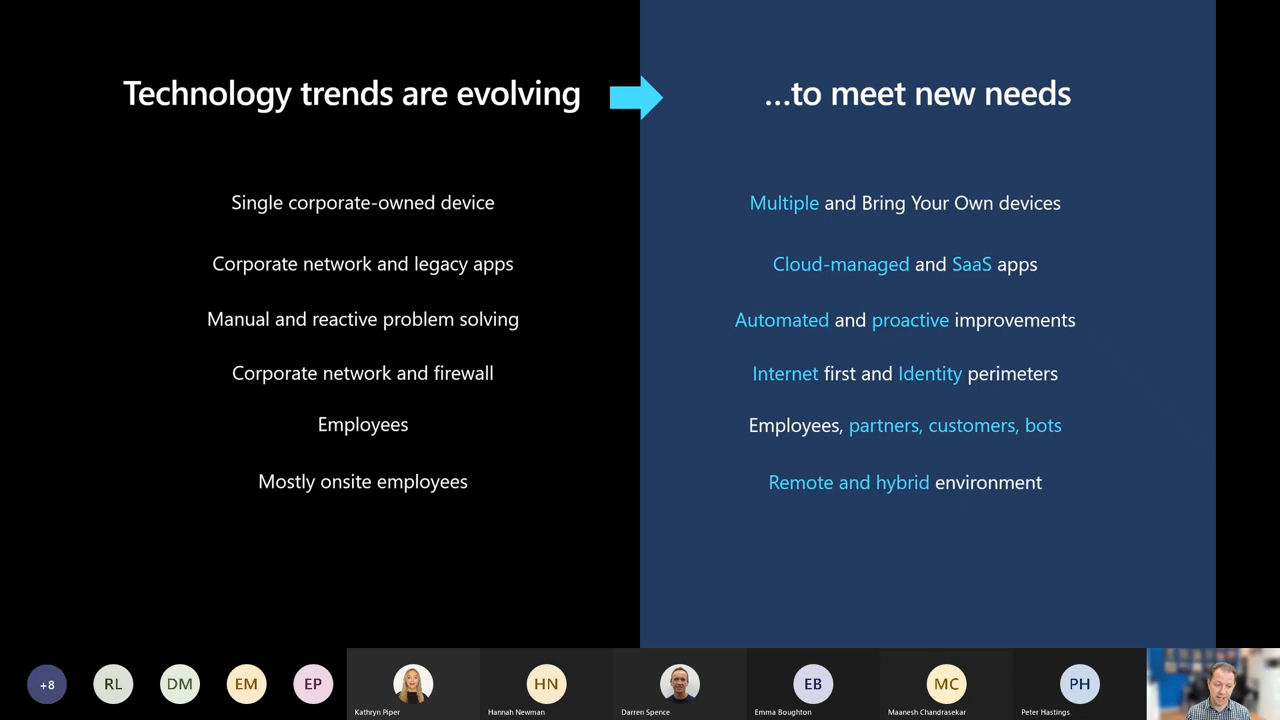 Technology trends are evolving
...to meet new needs
Single corporate-owned device
Multiple and Bring Your Own devices
Corporate network and legacy apps
Cloud-managed and SaaS apps
Manual and reactive problem solving
Automated and proactive improvements
Corporate network and firewall
Internet first and Identity perimeters
Employees
Employees, partners, customers, bots
Mostly onsite employees
Remote and hybrid environment
+8
RL
DM
EM
EP
Kathryn Piper
HN
Hannah Newman
Darren Spence
EB
Emma Boughton
MC
Maanesh Chandrasekar
PH
Peter Hastings